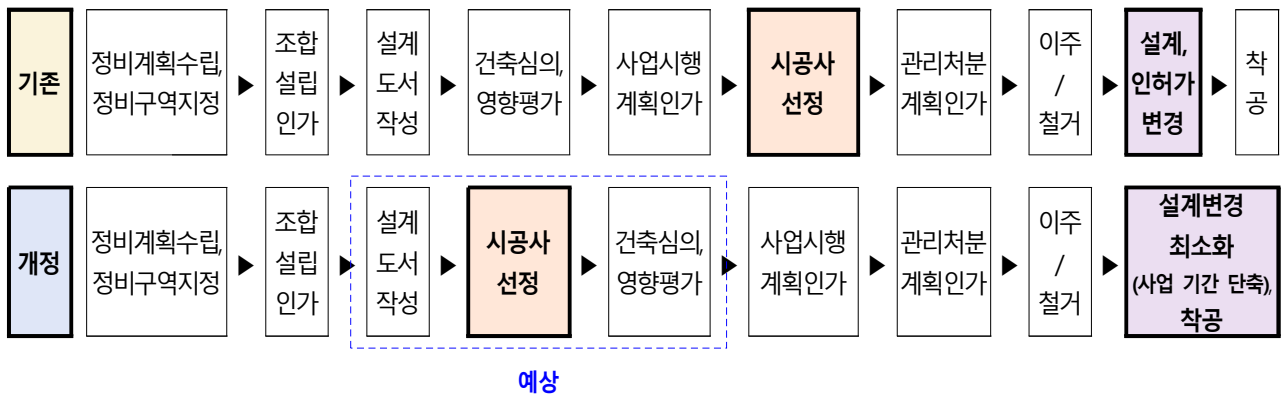 기존
정비계획수립,
정비구역지정
▶
조합
설립
인가
▶
설계
도서
작성
▶
건축심의,
영향평가
▶
사업시행
계획인가
▶
시공사
선정
▶
관리처분
계획인가
▶
이주
/
철거
▶
설계,
인허가
변경
▶
착
공
개정
정비계획수립,
정비구역지정
▶
조합
설립
인가
▶
설계
도서
작성
▶
시공사
선정
▶
건축심의,
영향평가
▶
사업시행
계획인가
▶
관리처분
계획인가
▶
이주
/
철거
▶
설계변경
최소화
(사업 기간 단축),
착공
예상